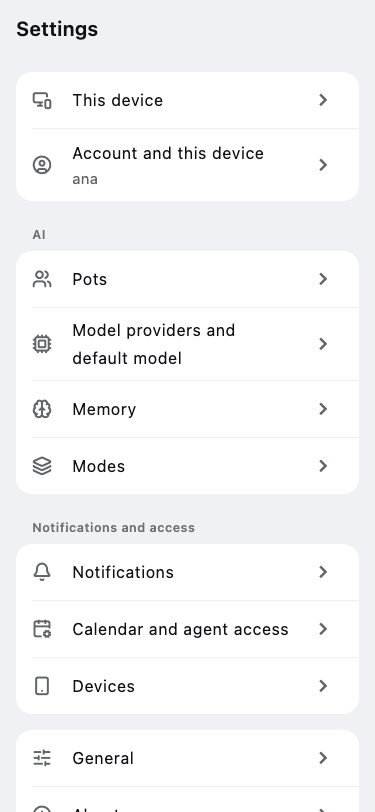 Settings
This device
Account and this device
ana
AI
Pots
Model providers and
default model
Memory
Modes
Notifications and access
Notifications
Calendar and agent access
Devices
General